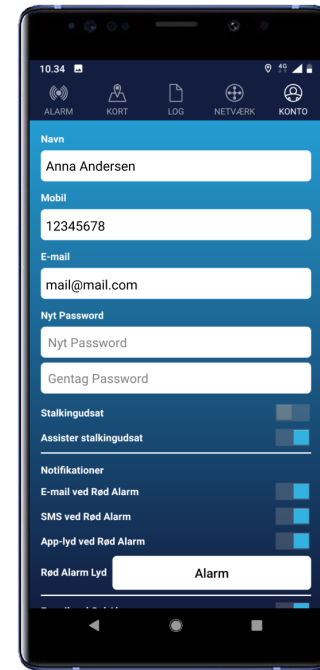 10.34
4G
ALARM KORT LOG NETVÆRK KONTO
Navn
Anna Andersen
Mobil
12345678
E-mail
mail@mail.com
Nyt Password
Nyt Password
Gentag Password
Stalkingudsat
Assister stalkingudsat
Notifikationer
E-mail ved Rød Alarm
SMS ved Rød Alarm
App-lyd ved Rød Alarm
Rød Alarm Lyd Alarm